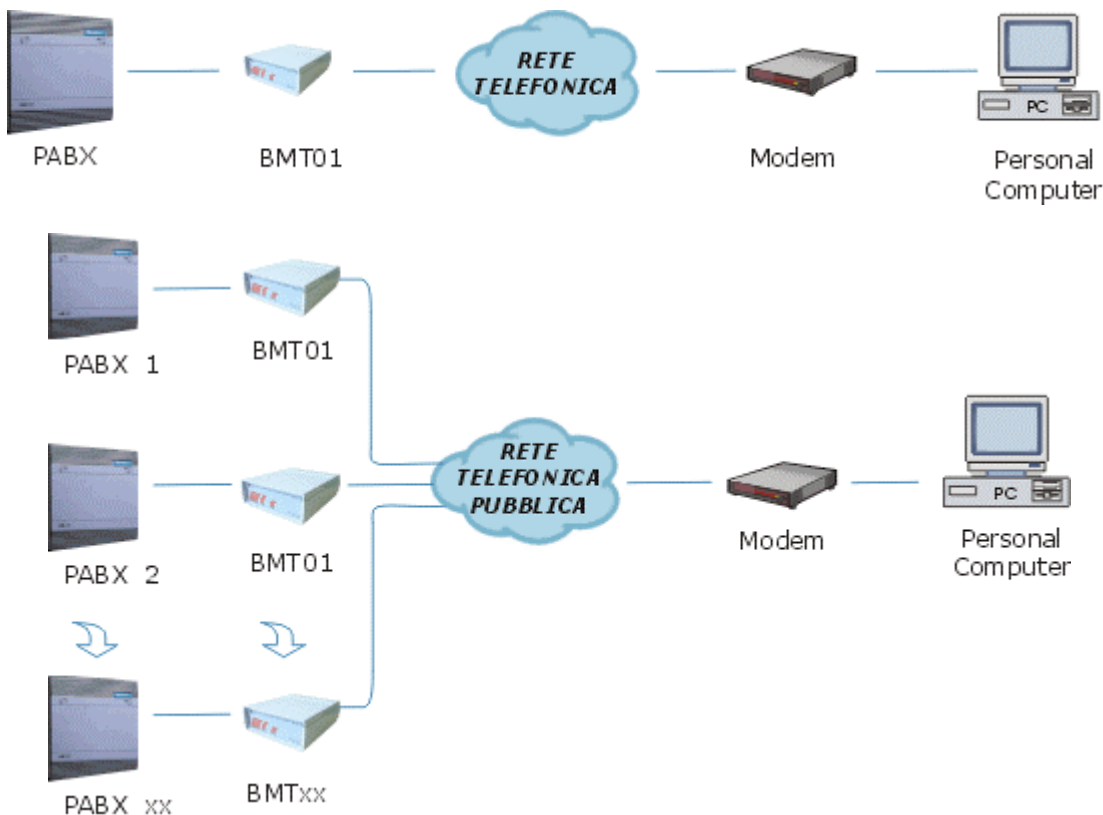 RETE
TELEFONICA
PC
PABX
BMT01
Modem
Personal
Computer
PABX 1
BMT01
RETE
TELEFONICA
PUBBLICA
PC
PABX 2
BMT01
Modem
Personal
Computer
PABX xx
BMTxx